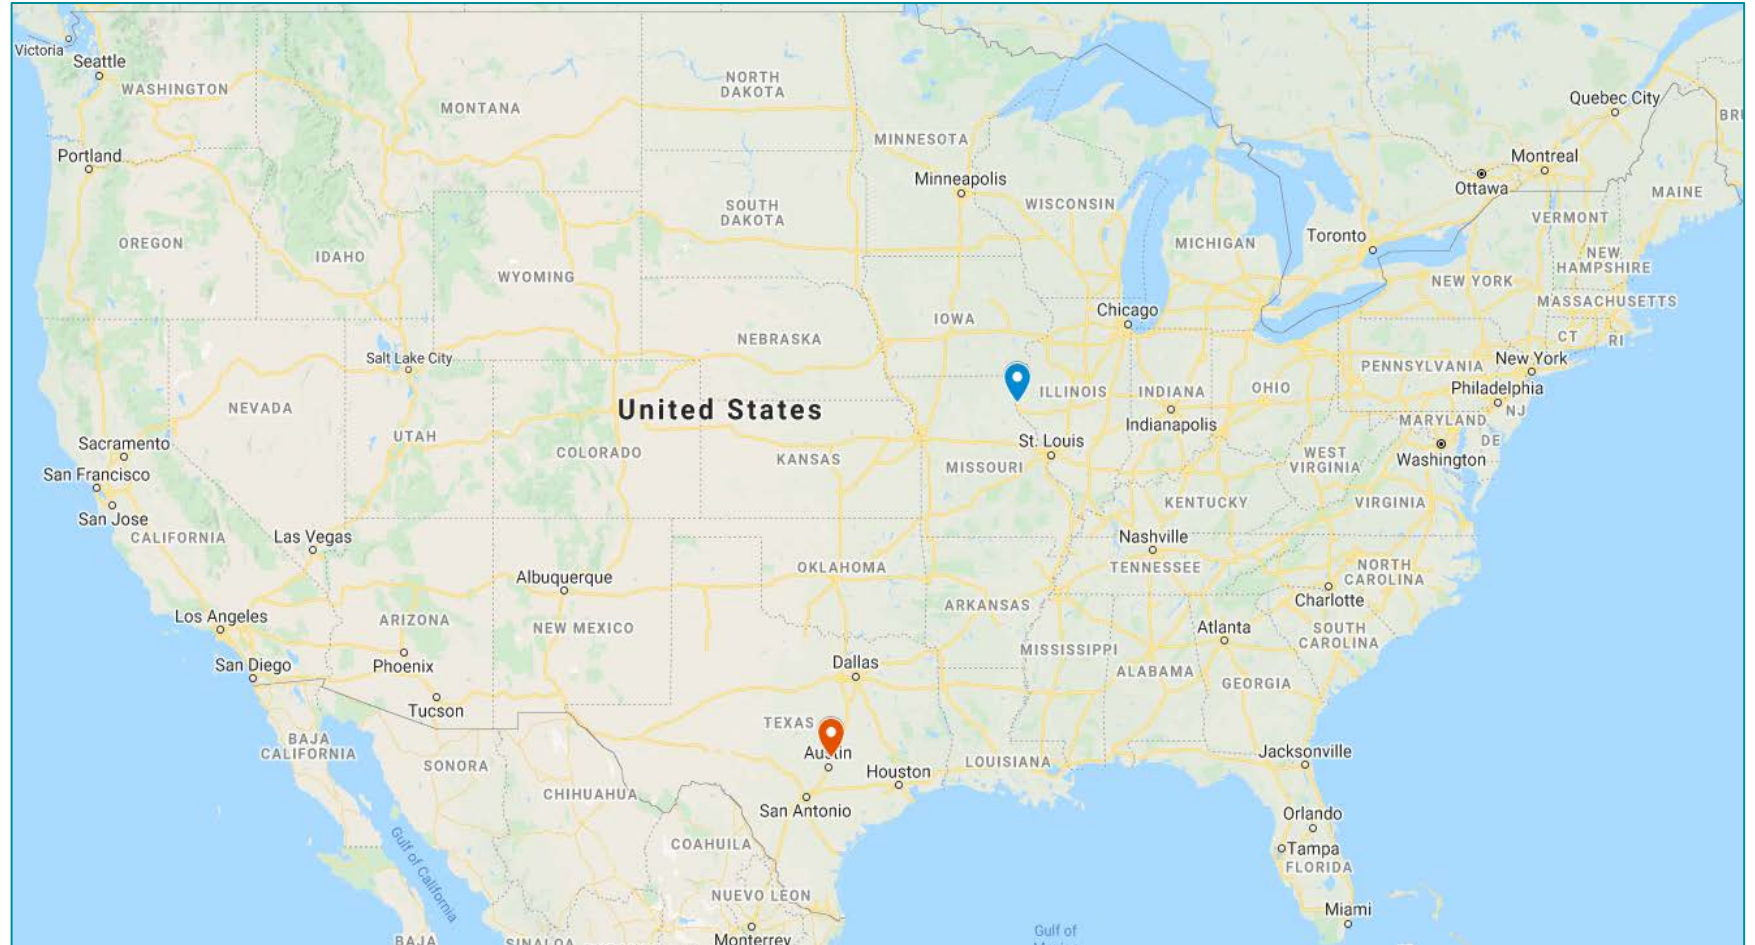 Victoria
Seattle
WASHINGTON
MONTANA
NORTH
DAKOTA
MINNESOTA
Quebec City
Portland
Minneapolis
Montreal
Ottawa
MAINE
OREGON
IDAHO
SOUTH
DAKOTA
WISCONSIN
MICHIGAN
Toronto
VERMONT
NEW
HAMPSHIRE
WYOMING
NEW YORK
MASSACHUSETTS
IOWA
Chicago
NEBRASKA
CT
RI
Salt Lake City
PENNSYLVANIA
New York
Philadelphia
NEVADA
United States
ILLINOIS
INDIANA
OHIO
NJ
Indianapolis
MARYLAND
DE
Sacramento
UTAH
COLORADO
KANSAS
St. Louis
MISSOURI
WEST
VIRGINIA
Washington
San Francisco
San Jose
CALIFORNIA
KENTUCKY
VIRGINIA
Las Vegas
Nashville
TENNESSEE
Albuquerque
OKLAHOMA
NORTH
CAROLINA
Los Angeles
ARIZONA
NEW MEXICO
ARKANSAS
Charlotte
Atlanta
SOUTH
CAROLINA
San Diego
Phoenix
Dallas
MISSISSIPPI
ALABAMA
GEORGIA
Tucson
TEXAS
BAJA
CALIFORNIA
SONORA
Austin
Houston
LOUISIANA
Jacksonville
CHIHUAHUA
San Antonio
Orlando
Gulf of California
COAHUILA
Tampa
FLORIDA
NUEVO LEON
Miami
Monterrey
BAJA
SINALOA
Gulf of